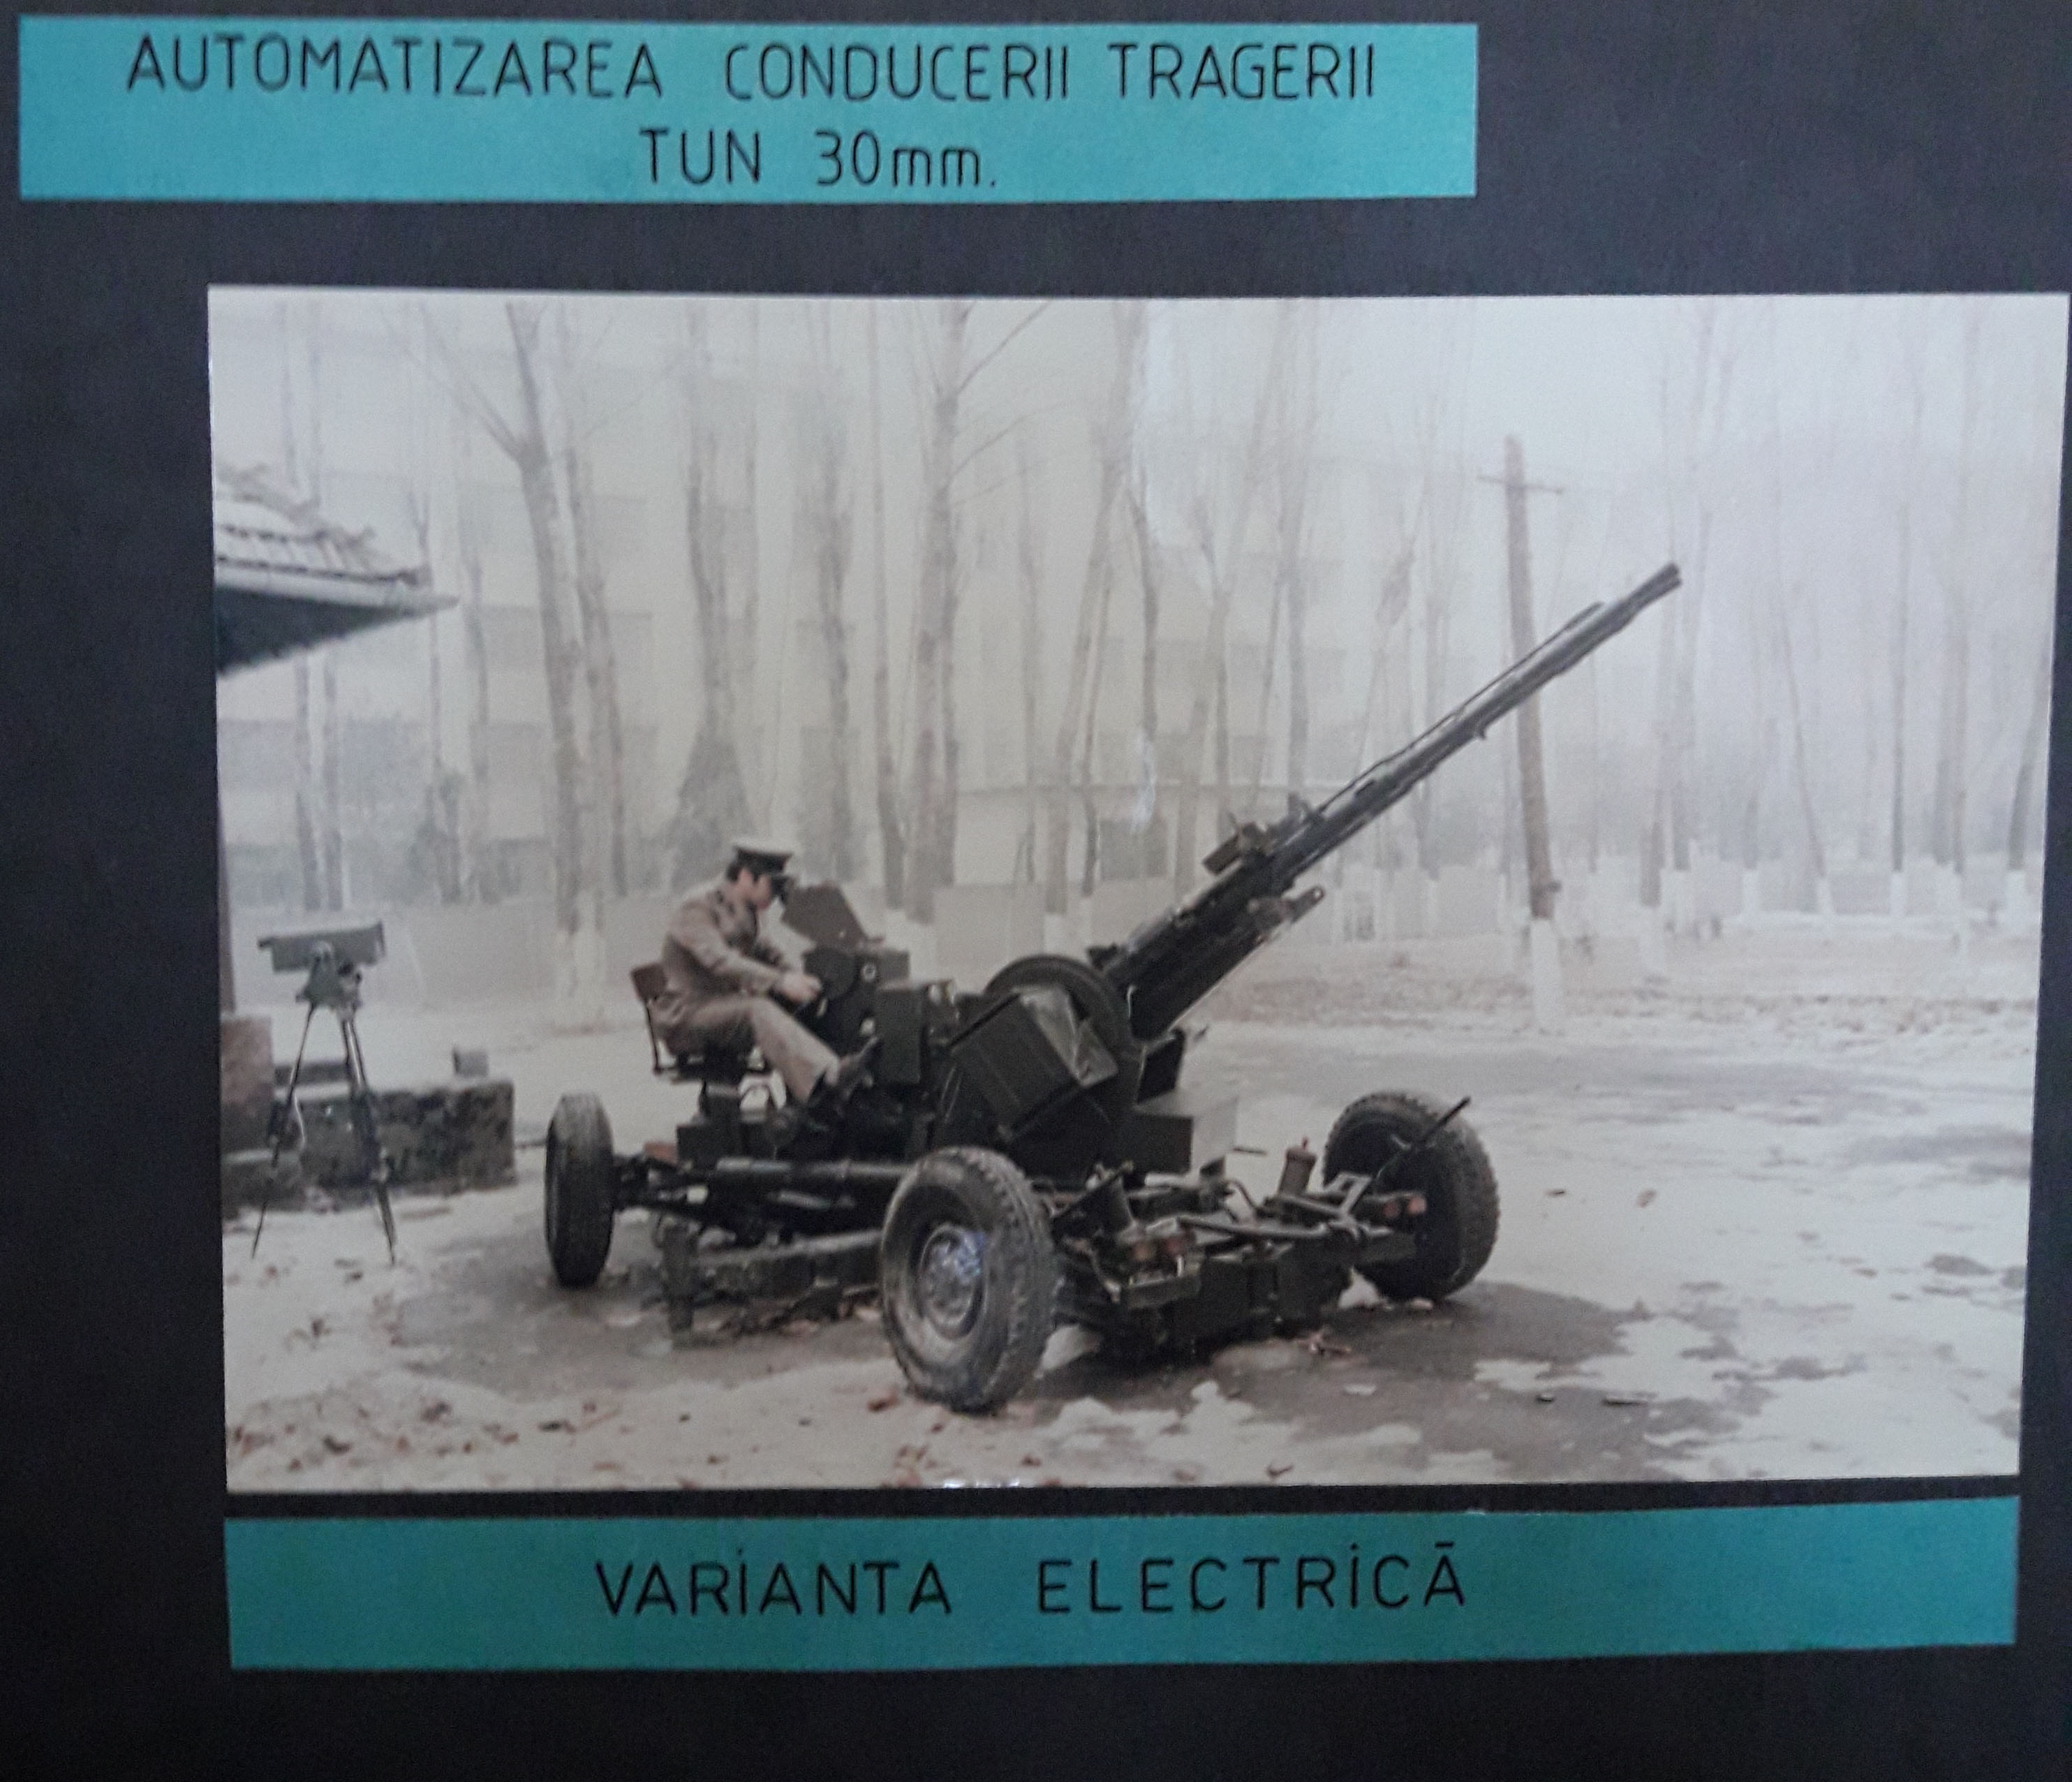 AUTOMATIZAREA CONDUCERII TRAGERII
TUN 30mm.
VARIANTA ELECTRICĂ